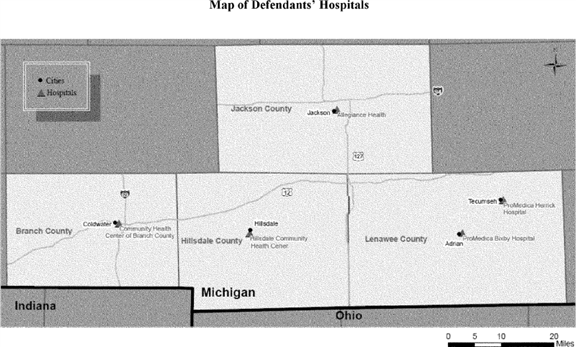 Map of Defendants' Hospitals
N
Cities
Hospitals
Jackson County
Jackson
Allegiance Health
127
12
Tecumseh
ProMedica Herrick
Hospital
Branch County
Coldwater
Community Health
Center of Branch County
Hillsdale
Hillsdale County
Hillsdale Community
Health Center
Lenawee County
Adrian
ProMedica Bixby Hospital
Michigan
Indiana
Ohio
0 5 10 20
Miles